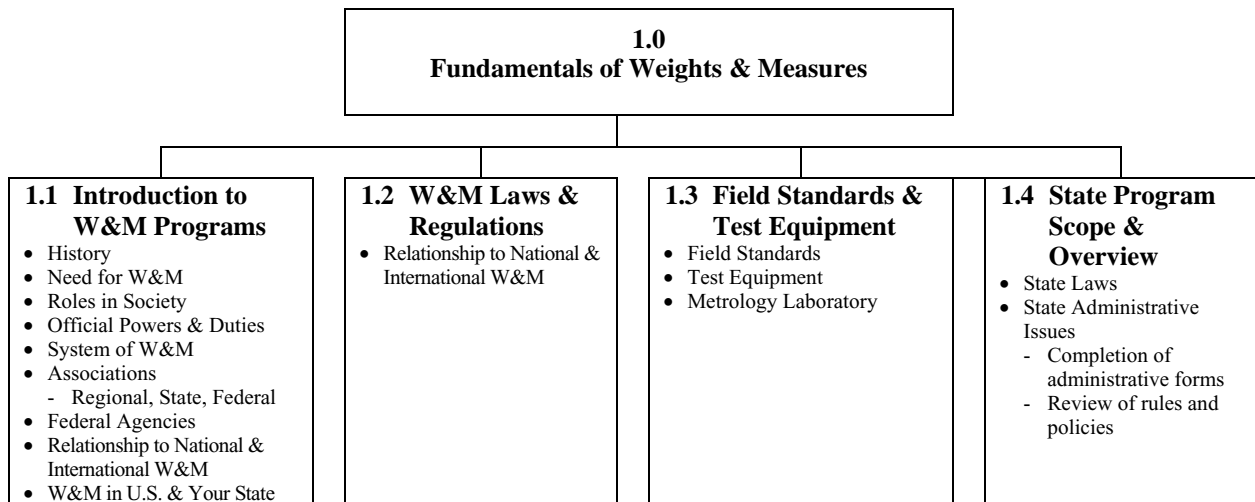 1.0
Fundamentals of Weights & Measures
1.1 Introduction to
W&M Programs
• History
• Need for W&M
• Roles in Society
• Official Powers & Duties
• System of W&M
• Associations
- Regional, State, Federal
• Federal Agencies
• Relationship to National &
International W&M
• W&M in U.S. & Your State
1.2 W&M Laws &
Regulations
• Relationship to National &
International W&M
1.3 Field Standards &
Test Equipment
• Field Standards
• Test Equipment
• Metrology Laboratory
1.4 State Program
Scope &
Overview
• State Laws
• State Administrative
Issues
- Completion of
administrative forms
- Review of rules and
policies